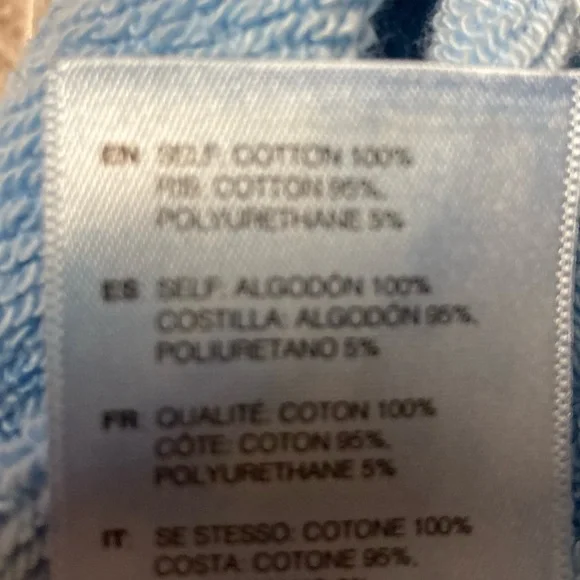 EN SELF: COTTON 100%
RIB: COTTON 95%,
POLYURETHANE 5%
ES SELF: ALGODÓN 100%
COSTILLA: ALGODÓN 95%,
POLIURETANO 5%
FR QUALITÉ: COTON 100%
CÔTE: COTON 95%,
POLYURETHANE 5%
IT SE STESSO: COTONE 100%
COSTA: COTONE 95%,